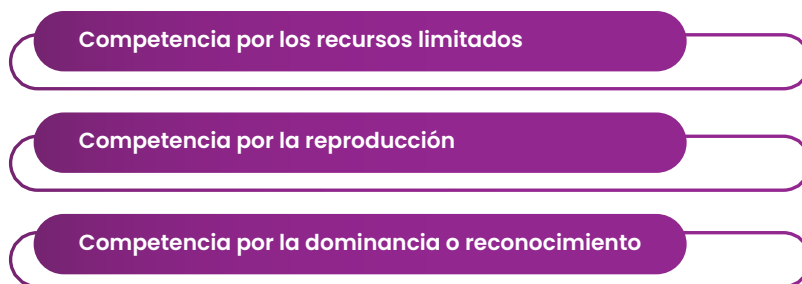 Competencia por los recursos limitados
Competencia por la reproducción
Competencia por la dominancia o reconocimiento